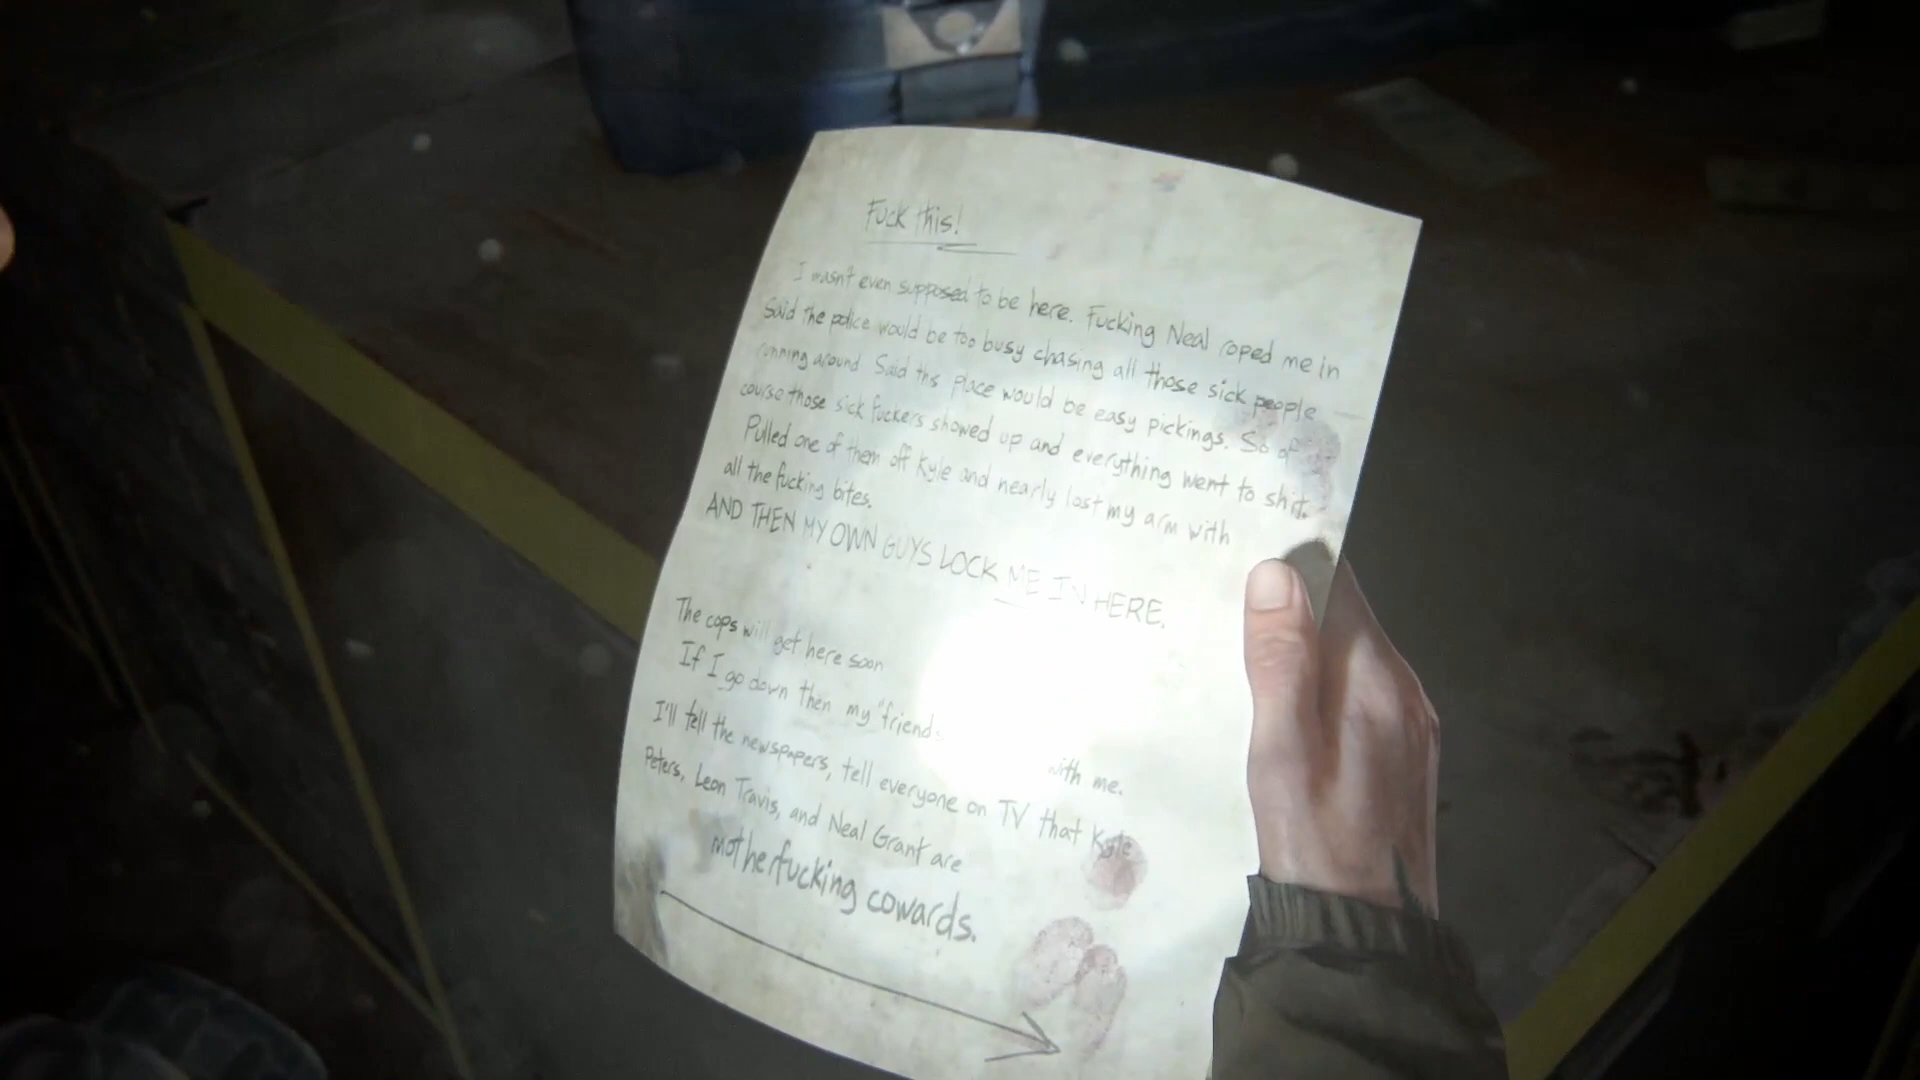 Fuck this!
I wasn't even supposed to be here. Fucking Neal roped me in
Said the police would be too busy chasing all those sick people
running around Said this place would be easy pickings. So of
course those sick fuckers showed up and everything went to shit.
Pulled one of them off Kyle and nearly lost my arm with
all the fucking bites.
AND THEN MY OWN GUYS LOCK ME IN HERE.
The cops will get here soon
If I go down then my "friends with me.
I'll tell the newspapers, tell everyone on TV that Kyle
Peters, Leon Travis, and Neal Grant are
motherfucking cowards.